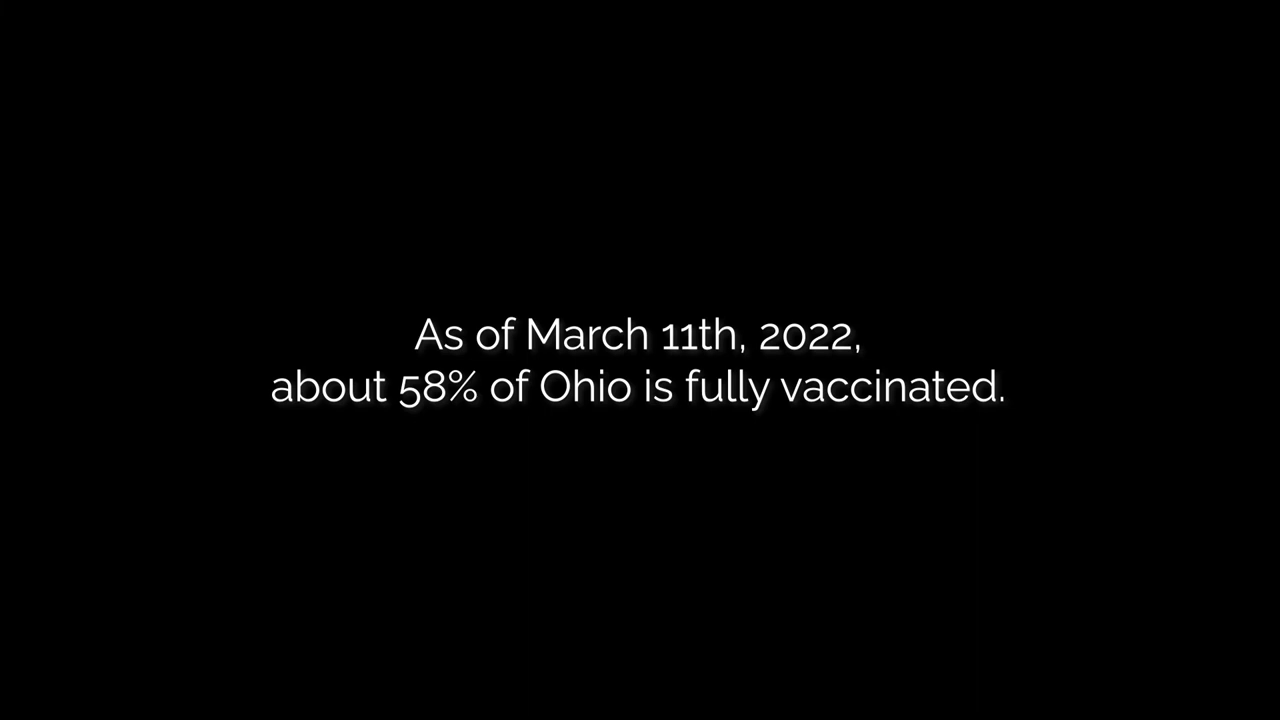 As of March 11th, 2022,
about 58% of Ohio is fully vaccinated.